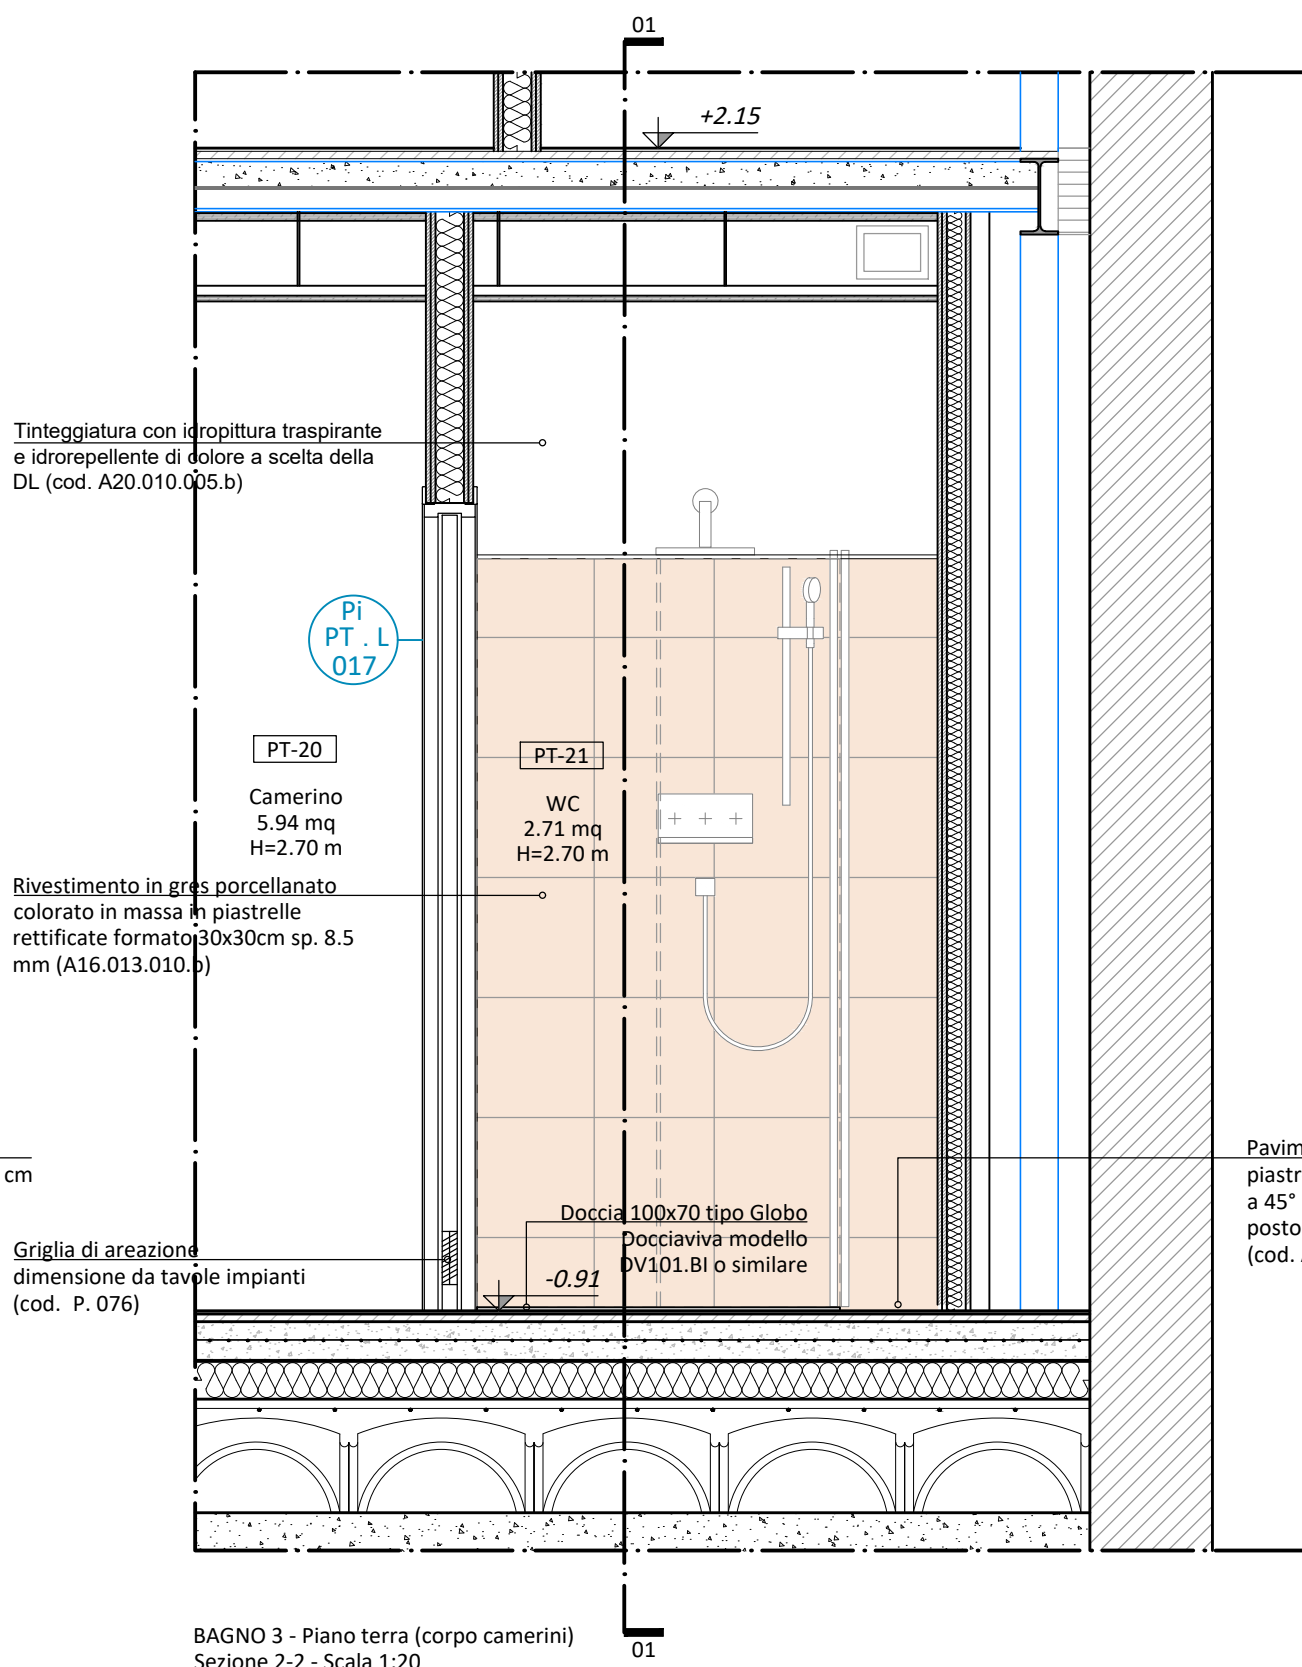 01
+2.15
Tinteggiatura con idropittura traspirante
e idrorepellente di colore a scelta della
DL (cod. A20.010.005.b)
Pi
PT . L
017
PT-20
Camerino
5.94 mq
H=2.70 m
PT-21
WC
2.71 mq
H=2.70 m
Rivestimento in gres porcellanato
colorato in massa in piastrelle
rettificate formato 30x30cm sp. 8.5
mm (A16.013.010.b)
cm
Pavim
piastr
a 45°
posto
(cod.
Doccia 100x70 tipo Globo
Docciaviva modello
DV101.BI o similare
Griglia di areazione
dimensione da tavole impianti
(cod. P. 076)
-0.91
01
BAGNO 3 - Piano terra (corpo camerini)
Sezione 2-2 - Scala 1:20